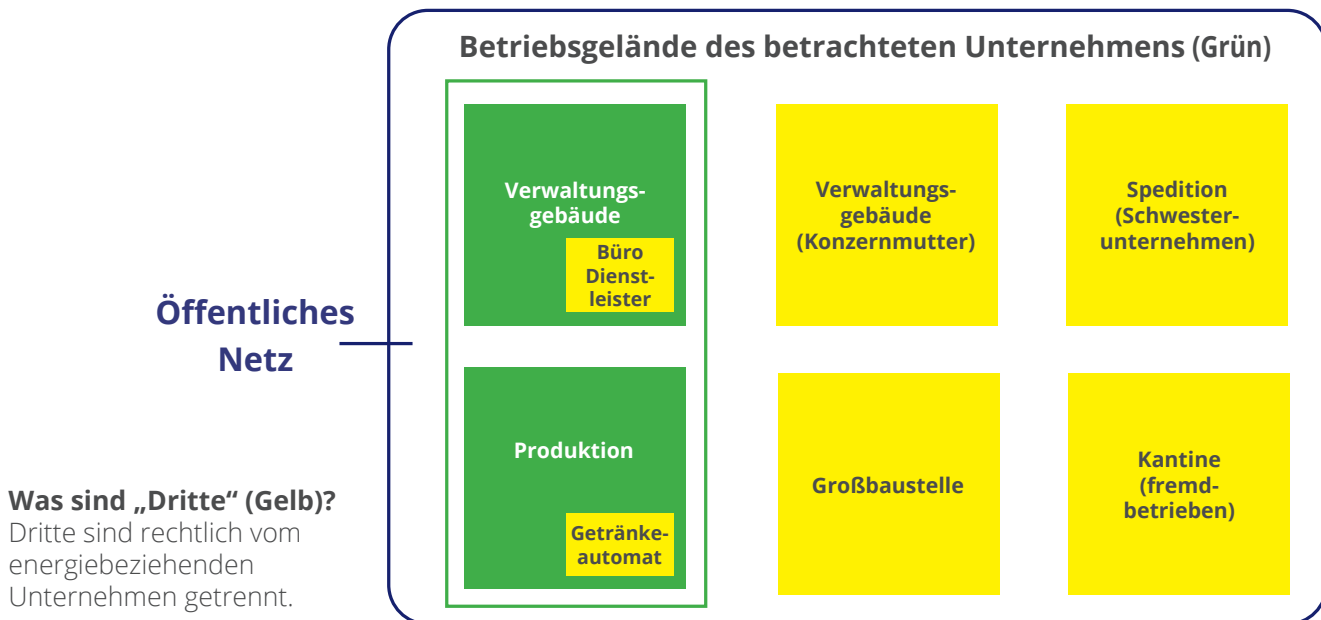 Betriebsgelände des betrachteten Unternehmens (Grün)
Verwaltungs-
gebäude
Büro
Dienst-
leister
Verwaltungs-
gebäude
(Konzernmutter)
Spedition
(Schwester-
unternehmen)
Öffentliches
Netz
Produktion
Getränke-
automat
Großbaustelle
Kantine
(fremd-
betrieben)
Was sind „Dritte“ (Gelb)?
Dritte sind rechtlich vom
energiebeziehenden
Unternehmen getrennt.